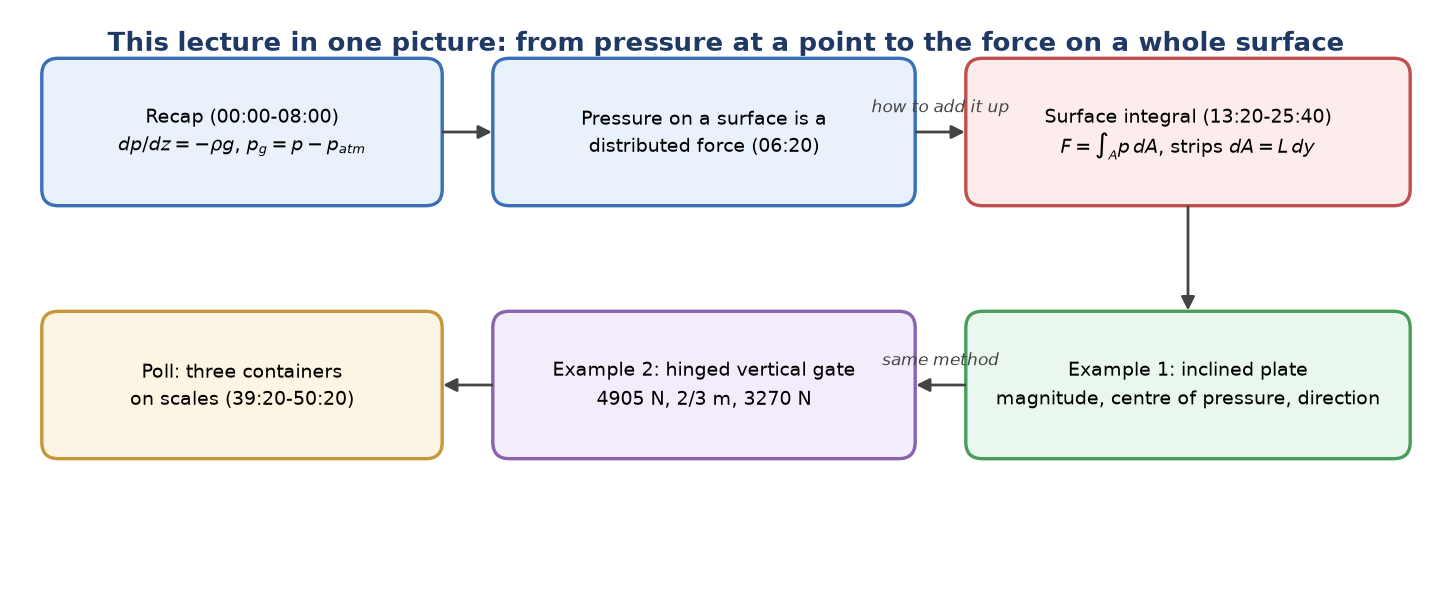 This lecture in one picture: from pressure at a point to the force on a whole surface
Recap (00:00-08:00)
dp/dz = −ρg, p_g = p − p_atm
Pressure on a surface is a
distributed force (06:20)
how to add it up
Surface integral (13:20-25:40)
F = ∫_A p dA, strips dA = L dy
Poll: three containers
on scales (39:20-50:20)
Example 2: hinged vertical gate
4905 N, 2/3 m, 3270 N
same method
Example 1: inclined plate
magnitude, centre of pressure, direction